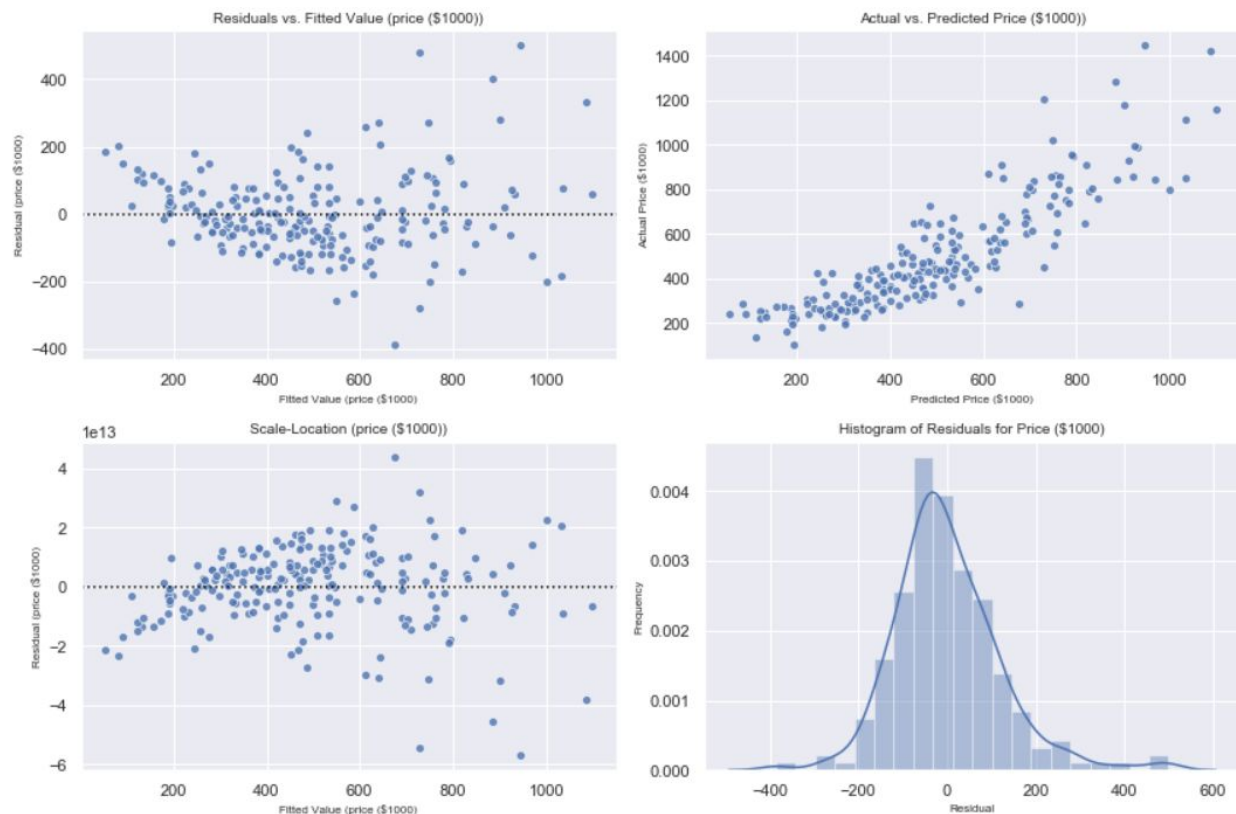 Residuals vs. Fitted Value (price ($1000))
400
200
0
−200
−400
Residual (price ($1000)
200 400 600 800 1000
Fitted Value (price ($1000)
Actual vs. Predicted Price ($1000))
1400
1200
1000
800
600
400
200
Actual Price ($1000)
200 400 600 800 1000
Predicted Price ($1000)
Scale-Location (price ($1000))
1e13
4
2
0
−2
−4
−6
Residual (price ($1000)
200 400 600 800 1000
Fitted Value (price ($1000)
Histogram of Residuals for Price ($1000)
0.004
0.003
0.002
0.001
0.000
Frequency
−400 −200 0 200 400 600
Residual